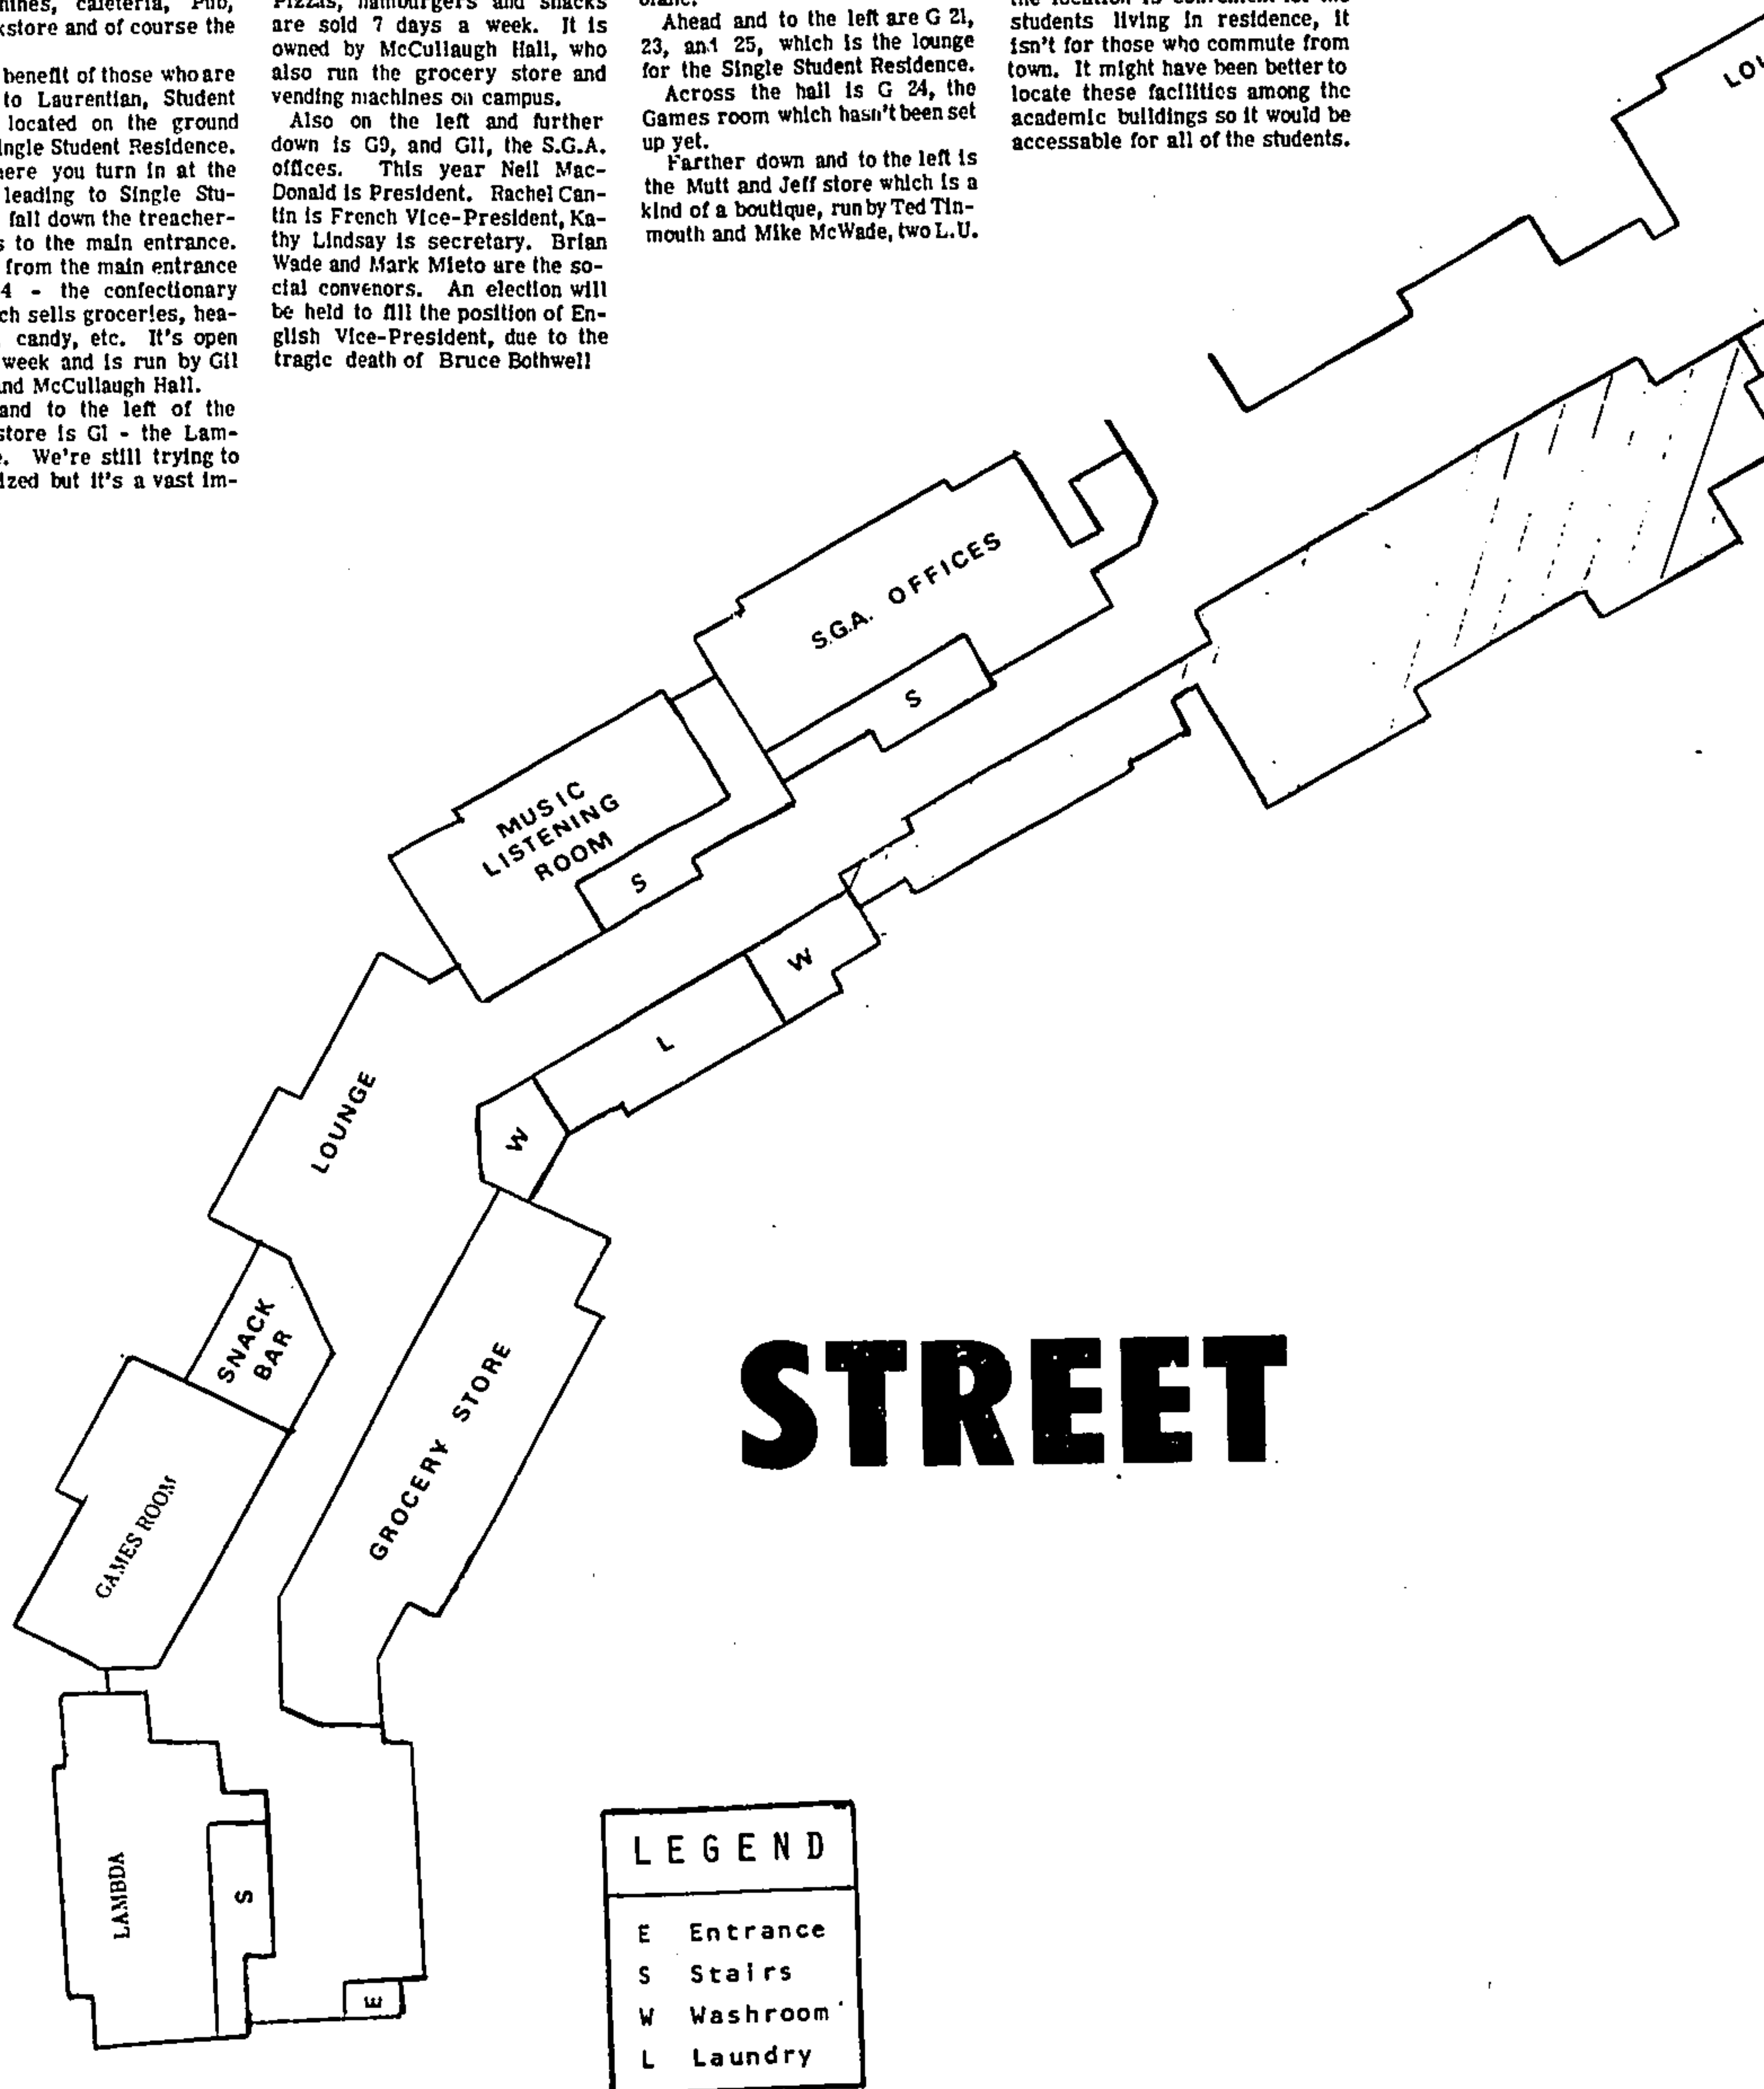 nines, cafeteria, Pub,
store and of course the
benefit of those who are
to Laurentian, Student
located on the ground
ingle Student Residence.
here you turn in at the
leading to Single Stu-
fall down the treacher-
s to the main entrance.
from the main entrance
4 - the confectionary
ch sells groceries, hea-
candy, etc. It's open
week and is run by Gil
and McCullaugh Hall.
and to the left of the
store is G1 - the Lam-
We're still trying to
ized but it's a vast im-
Pizzas, hamburgers and snacks
are sold 7 days a week. It is
owned by McCullaugh Hall, who
also run the grocery store and
vending machines on campus.
Also on the left and further
down is G9, and G11, the S.G.A.
offices. This year Neil Mac-
Donald is President. Rachel Can-
tin is French Vice-President, Ka-
thy Lindsay is secretary. Brian
Wade and Mark Mieto are the so-
cial convenors. An election will
be held to fill the position of En-
glish Vice-President, due to the
tragic death of Bruce Bothwell
Ahead and to the left are G 21,
23, and 25, which is the lounge
for the Single Student Residence.
Across the hall is G 24, the
Games room which hasn't been set
up yet.
Farther down and to the left is
the Mutt and Jeff store which is a
kind of a boutique, run by Ted Tin-
mouth and Mike McWade, two L.U.
students living in residence, it
isn't for those who commute from
town. It might have been better to
locate these facilities among the
academic buildings so it would be
accessable for all of the students.
LOU
S.G.A. OFFICES
S
MUSIC
LISTENING
ROOM
S
W
L
W
LOUNGE
SNACK
BAR
GROCERY STORE
GAMES ROOM
LAMBDA
S
E
STREET
LEGEND
E Entrance
S Stairs
W Washroom
L Laundry